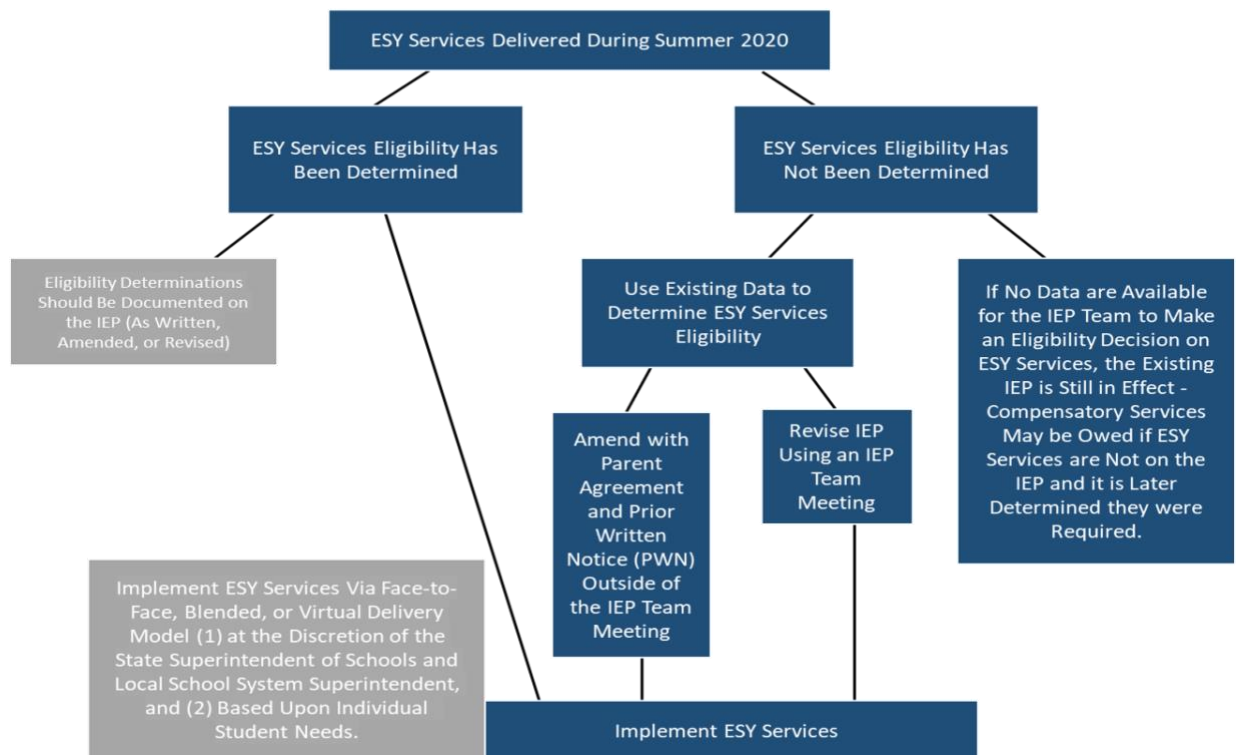 ESY Services Delivered During Summer 2020
ESY Services Eligibility Has
Been Determined
ESY Services Eligibility Has
Not Been Determined
Eligibility Determinations
Should Be Documented on
the IEP (As Written,
Amended, or Revised)
Use Existing Data to
Determine ESY Services
Eligibility
If No Data are Available
for the IEP Team to Make
an Eligibility Decision on
ESY Services, the Existing
IEP is Still in Effect -
Compensatory Services
May be Owed if ESY
Services are Not on the
IEP and it is Later
Determined they were
Required.
Amend with
Parent
Agreement
and Prior
Written
Notice (PWN)
Outside of
the IEP Team
Meeting
Revise IEP
Using an IEP
Team
Meeting
Implement ESY Services Via Face-to-
Face, Blended, or Virtual Delivery
Model (1) at the Discretion of the
State Superintendent of Schools and
Local School System Superintendent,
and (2) Based Upon Individual
Student Needs.
Implement ESY Services